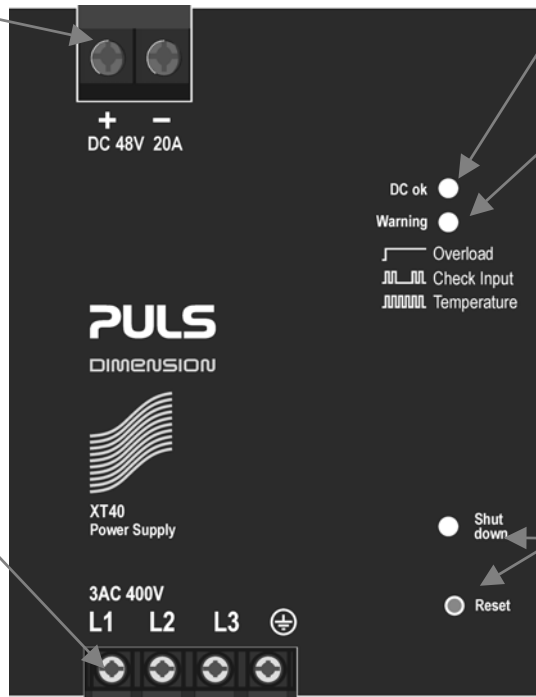 + −
DC 48V 20A
DC ok
Warning
Overload
Check Input
Temperature
PULS
DIMENSION
XT40
Power Supply
Shut
down
Reset
3AC 400V
L1 L2 L3